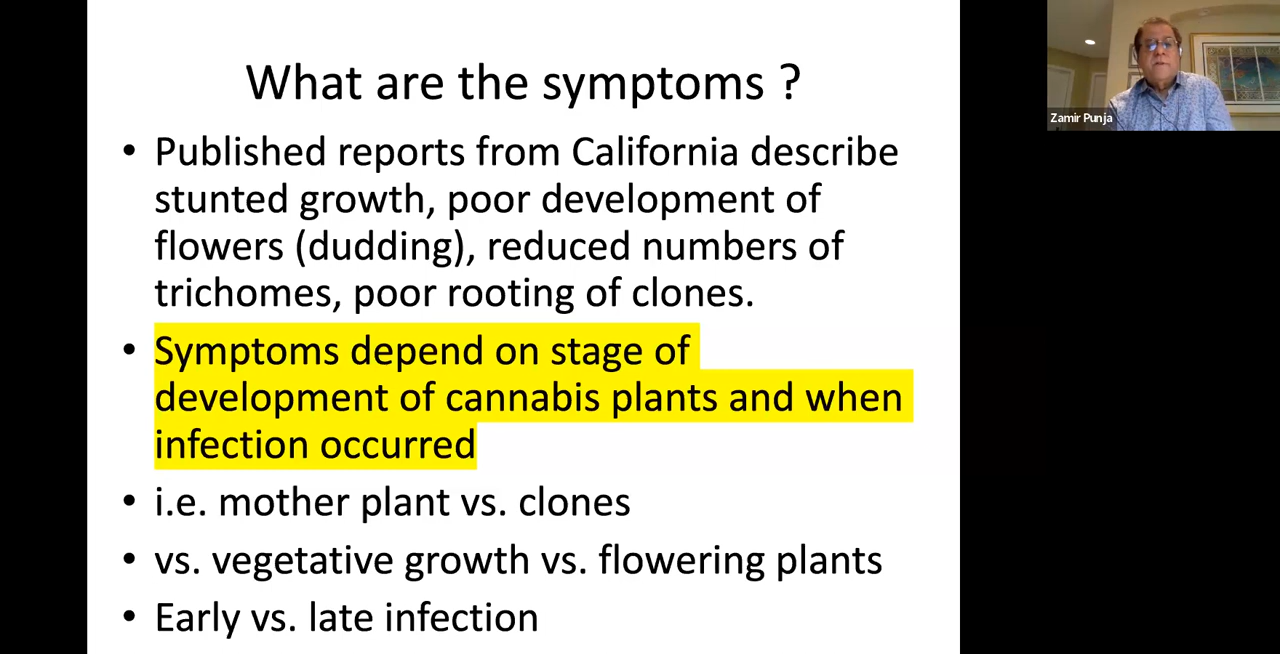 What are the symptoms ?
• Published reports from California describe
stunted growth, poor development of
flowers (dudding), reduced numbers of
trichomes, poor rooting of clones.
• Symptoms depend on stage of
development of cannabis plants and when
infection occurred
• i.e. mother plant vs. clones
• vs. vegetative growth vs. flowering plants
• Early vs. late infection
Zamir Punja